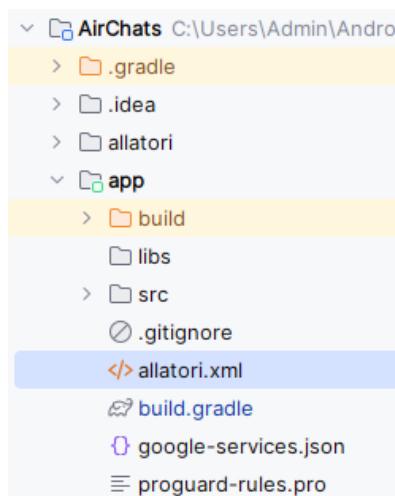 AirChats C:\Users\Admin\Andro
.gradle
.idea
allatori
app
build
libs
src
.gitignore
allatori.xml
build.gradle
google-services.json
proguard-rules.pro